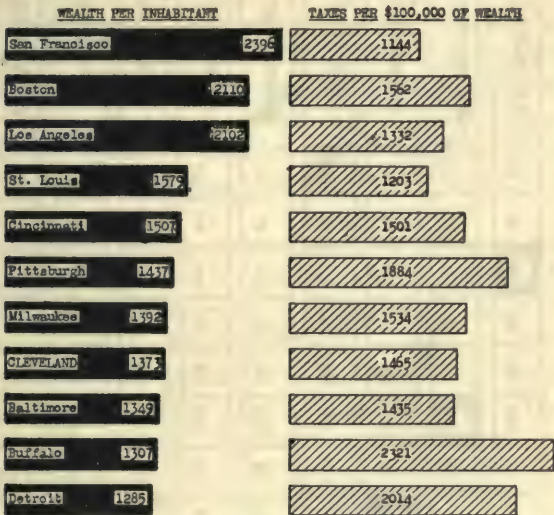 WEALTH PER INHABITANT TAXES PER $100,000 OF WEALTH
San Francisco 2396 1144
Boston 2110 1562
Los Angeles 2102 1332
St. Louis 1579 1203
Cincinnati 1507 1501
Pittsburgh 1437 1884
Milwaukee 1392 1534
CLEVELAND 1373 1465
Baltimore 1349 1435
Buffalo 1307 2321
Detroit 1285 2014